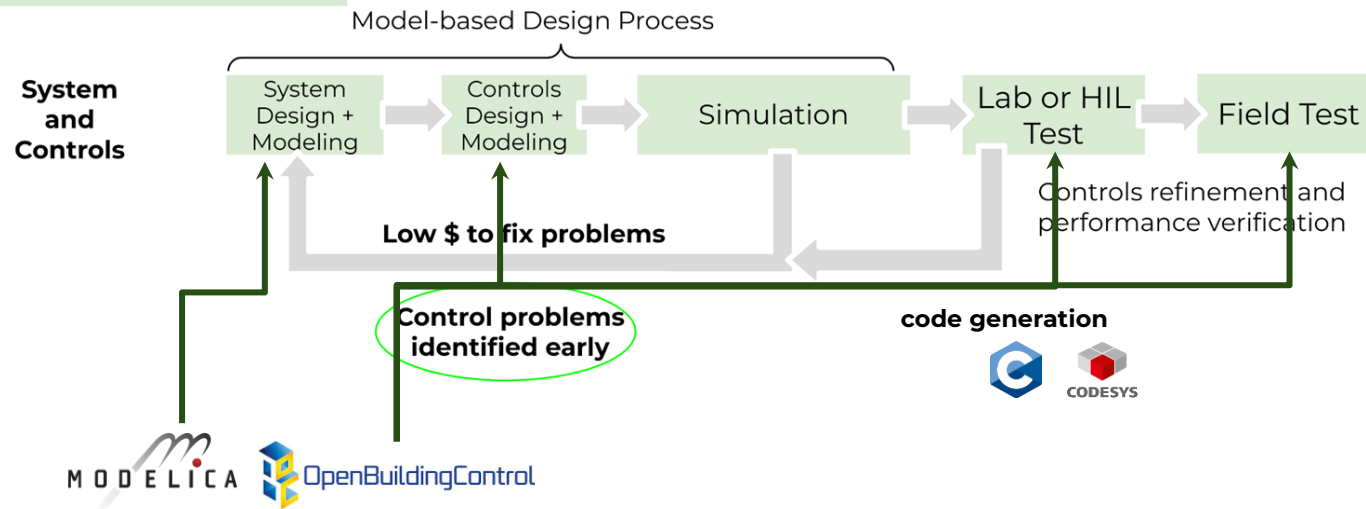 Model-based Design Process
System
and
Controls
System
Design +
Modeling
Controls
Design +
Modeling
Simulation
Lab or HIL
Test
Field Test
Controls refinement and
performance verification
Low $ to fix problems
Control problems
identified early
code generation
C
CODESYS
MODELICA
OpenBuildingControl